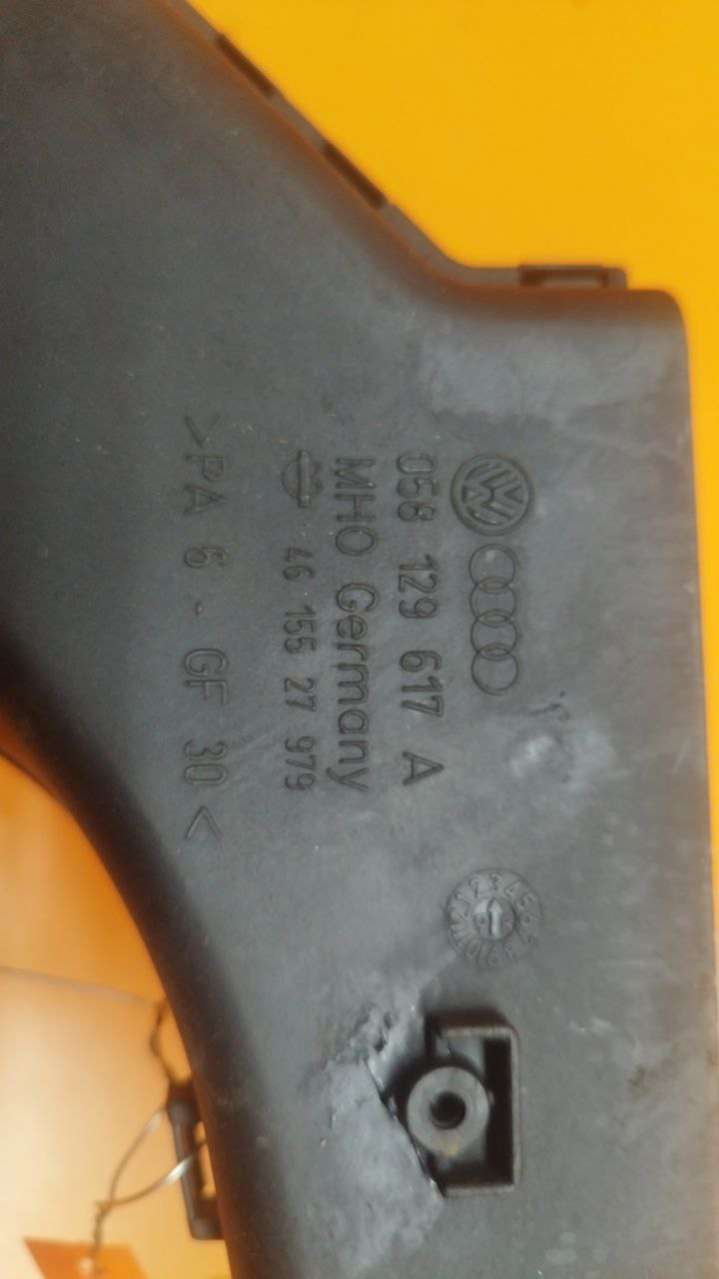 058 129 617 A
MHO Germany
46 155 27 979
>PA 6 - GF 30<